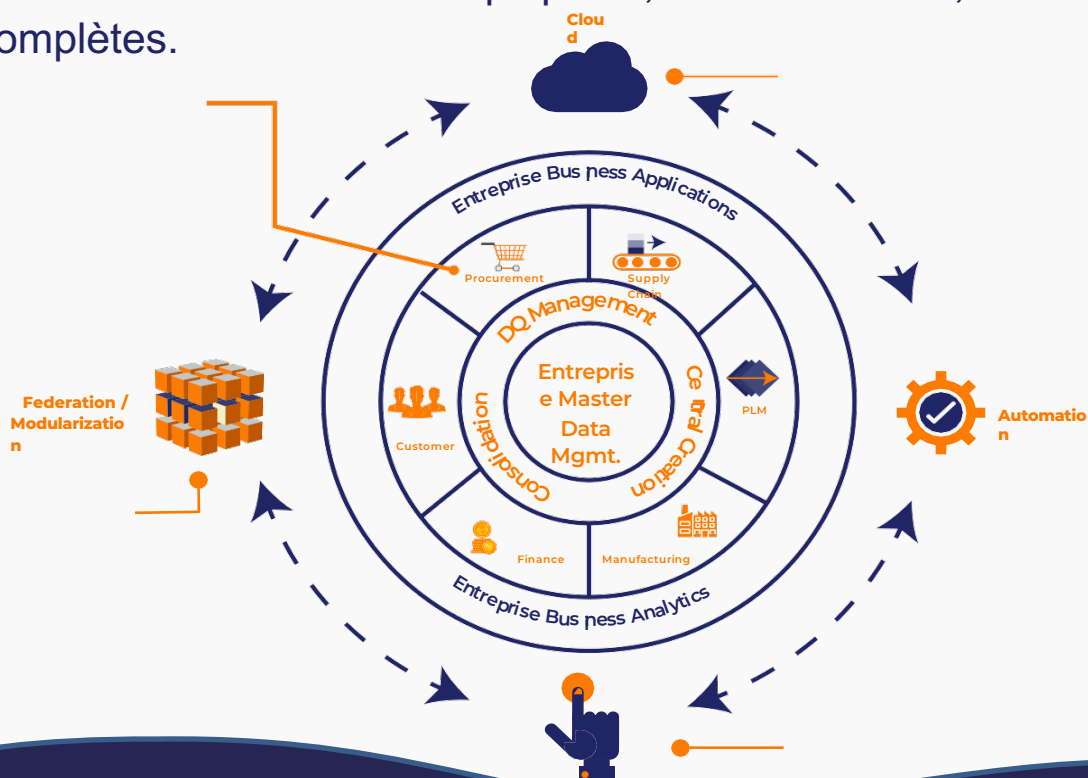 omplètes.
Clou
d
Entreprise Bus ness Applications
Procurement
Supply
Chain
DQ Management
Entrepris
e Master
Data
Mgmt.
Ce tral Creation
Consolidation
PLM
Customer
Federation /
Modularizatio
n
Automatio
n
Finance
Manufacturing
Entreprise Bus ness Analytics